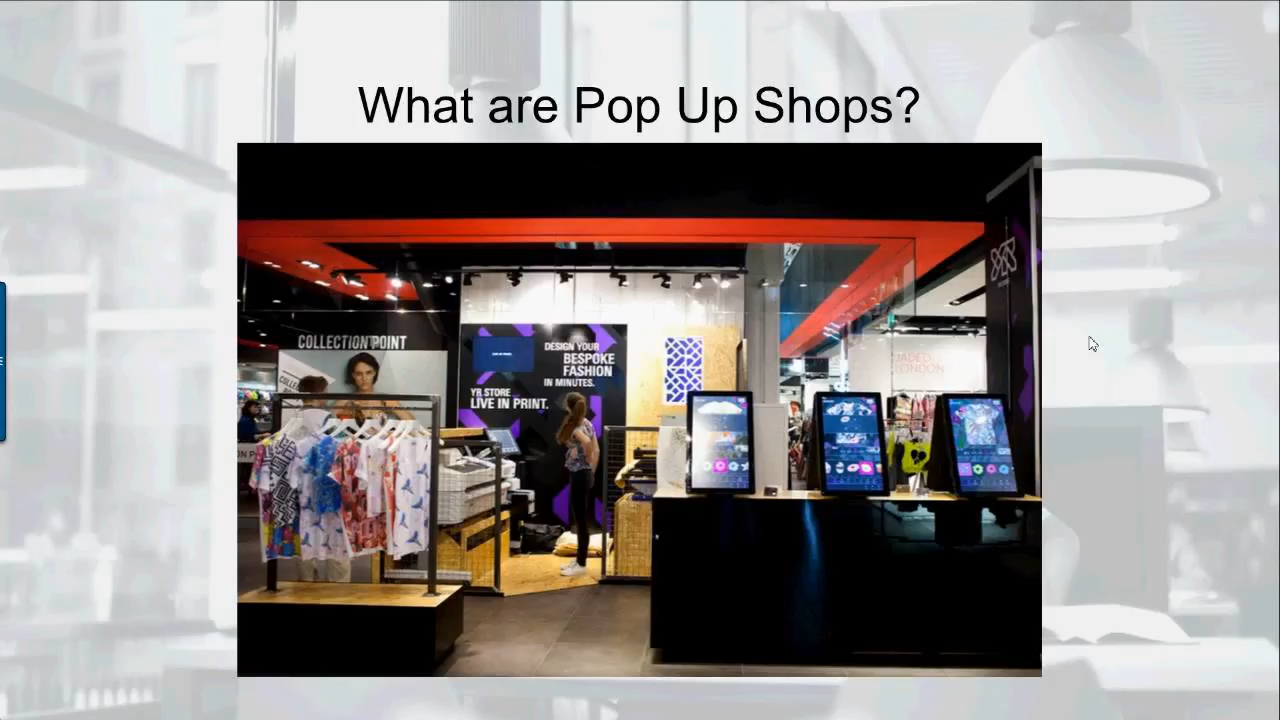 What are Pop Up Shops?
COLLECTION POINT
DESIGN YOUR
BESPOKE
FASHION
IN MINUTES.
YR STORE
LIVE IN PRINT.
JADED
LONDON